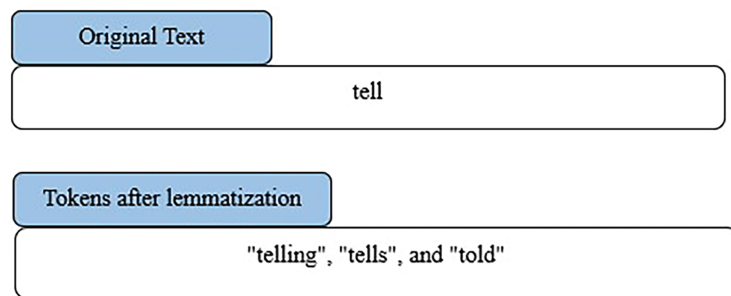 Original Text
tell
Tokens after lemmatization
"telling", "tells", and "told"